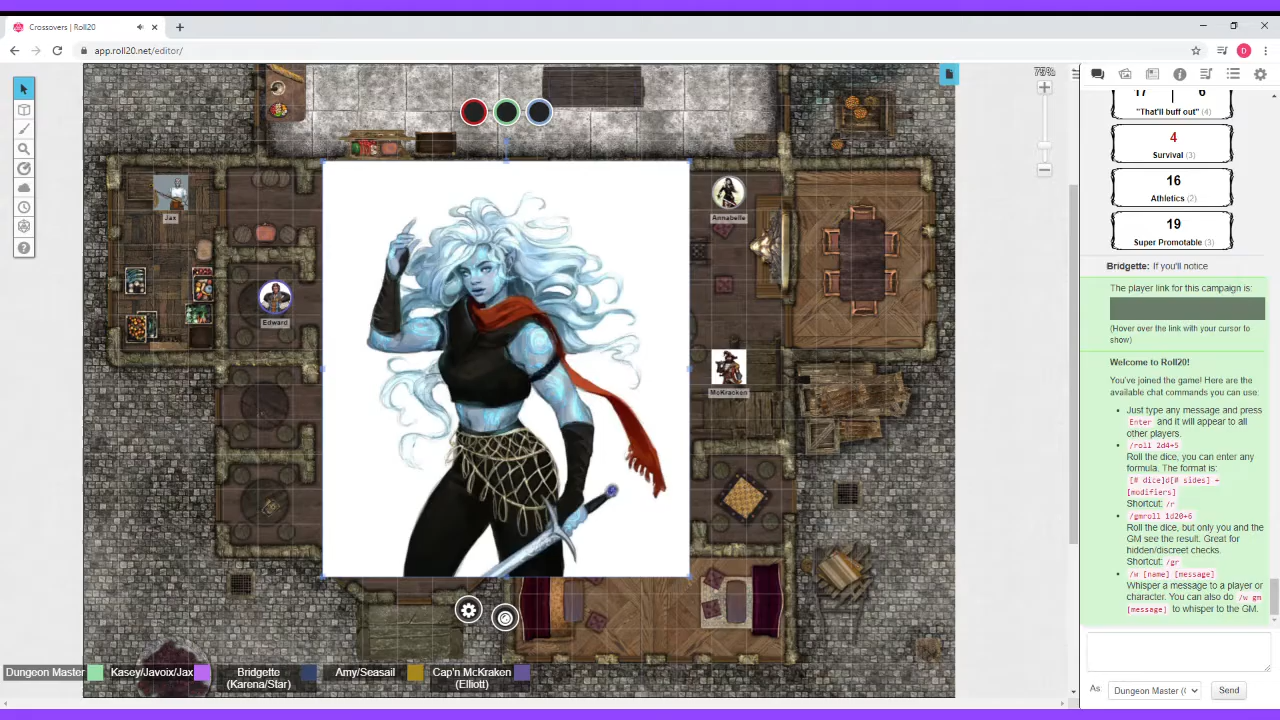 Crossovers | Roll20
app.roll20.net/editor/
D
75%
Jax
Edward
Annabelle
McKracken
17 | 6
"That'll buff out" (4)
4
Survival (3)
16
Athletics (2)
19
Super Promotable (3)
Bridgette: If you'll notice
The player link for this campaign is:
(Hover over the link with your cursor to
show)
Welcome to Roll20!
You've joined the game! Here are the
available chat commands you can use:
Just type any message and press
Enter and it will appear to all
other players.
/roll 2d4+5
Roll the dice, you can enter any
formula. The format is:
[# dice]d[# sides] +
[modifiers]
Shortcut: /r
/gmroll 1d20+6
Roll the dice, but only you and the
GM see the result. Great for
hidden/discreet checks.
Shortcut: /gr
/w [name] [message]
Whisper a message to a player or
character. You can also do /w gm
[message] to whisper to the GM.
Dungeon Master
Kasey/Javoix/Jax
Bridgette
(Karena/Star)
Amy/Seasail
Cap'n McKraken
(Elliott)
As: Dungeon Master (
Send